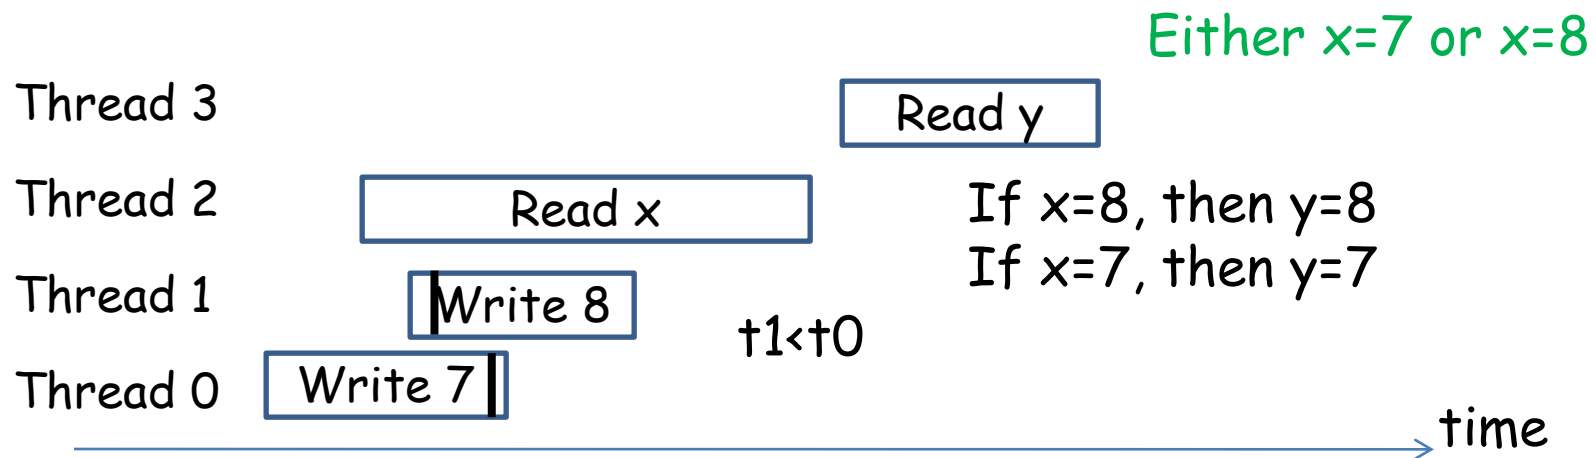 Either x=7 or x=8
Thread 3
Read y
Thread 2
Read x
If x=8, then y=8
If x=7, then y=7
Thread 1
Write 8
t1<t0
Thread 0
Write 7
time